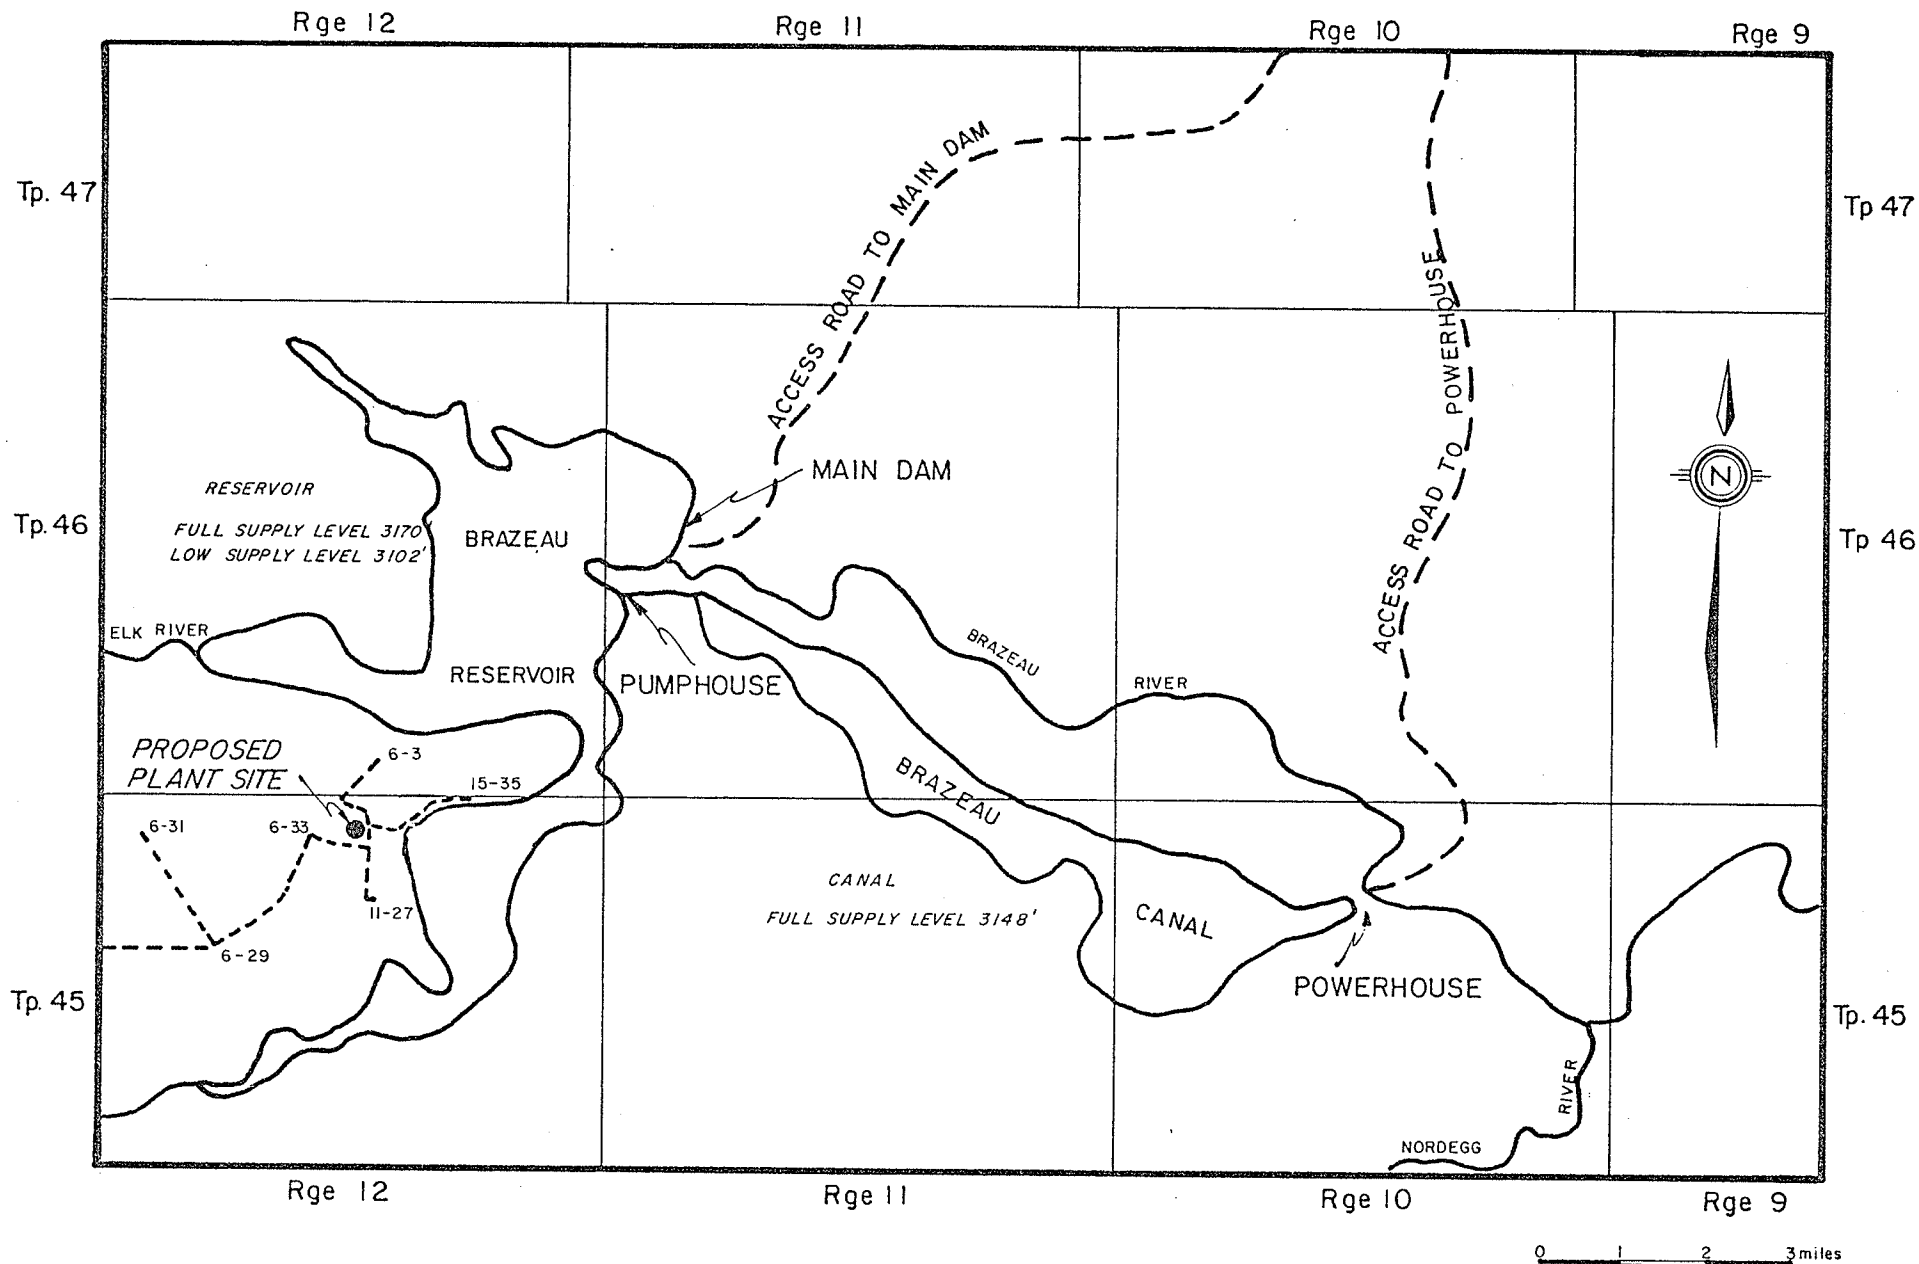 Rge 12
Rge 11
Rge 10
Rge 9
Tp. 47
Tp 47
ACCESS ROAD TO MAIN DAM
ACCESS ROAD TO POWERHOUSE
MAIN DAM
RESERVOIR
FULL SUPPLY LEVEL 3170'
LOW SUPPLY LEVEL 3102'
BRAZEAU
Tp. 46
Tp 46
N
ELK RIVER
BRAZEAU
RIVER
RESERVOIR
PUMPHOUSE
PROPOSED
PLANT SITE
6-3
15-35
6-31
6-33
11-27
6-29
BRAZEAU
CANAL
CANAL
FULL SUPPLY LEVEL 3148'
POWERHOUSE
Tp. 45
Tp. 45
RIVER
NORDEGG
Rge 12
Rge 11
Rge 10
Rge 9
0 1 2 3 miles